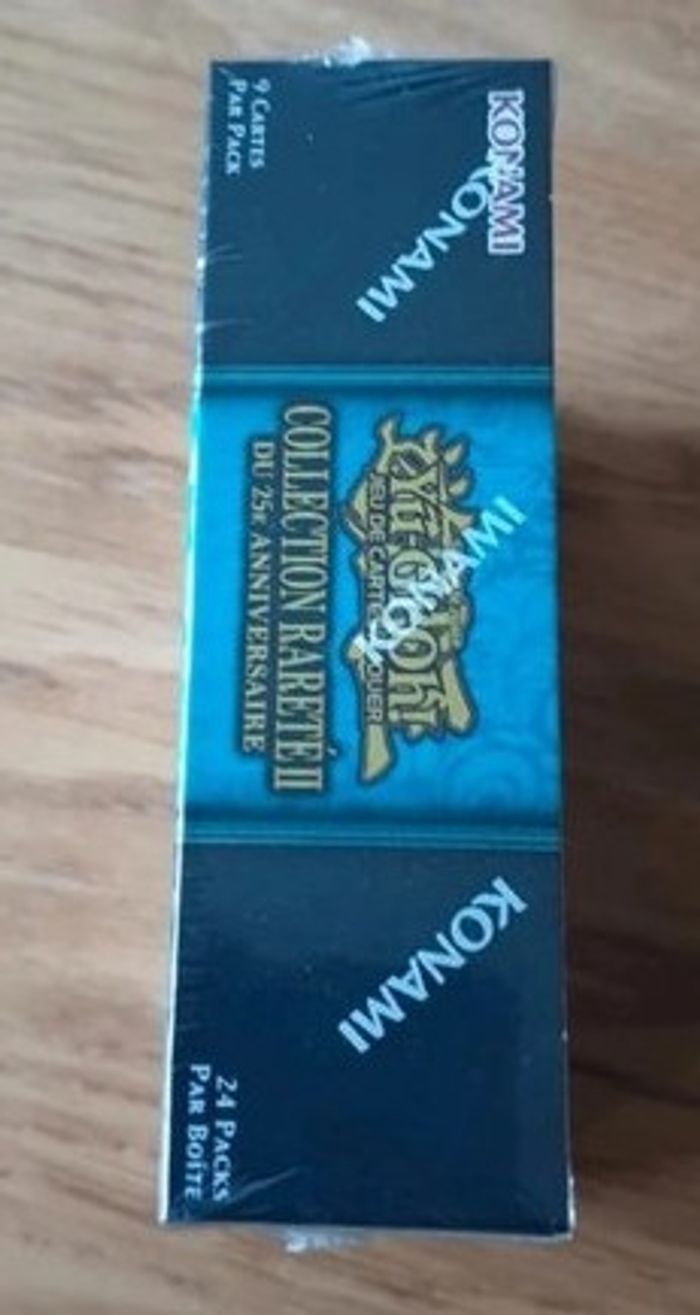 KONAMI
KONAMI
9 CARTES
PAR PACK
Yu-Gi-Oh!
JEU DE CARTES À JOUER
KONAMI
COLLECTION RARETÉ II
DU 25E ANNIVERSAIRE
KONAMI
24 PACKS
PAR BOÎTE